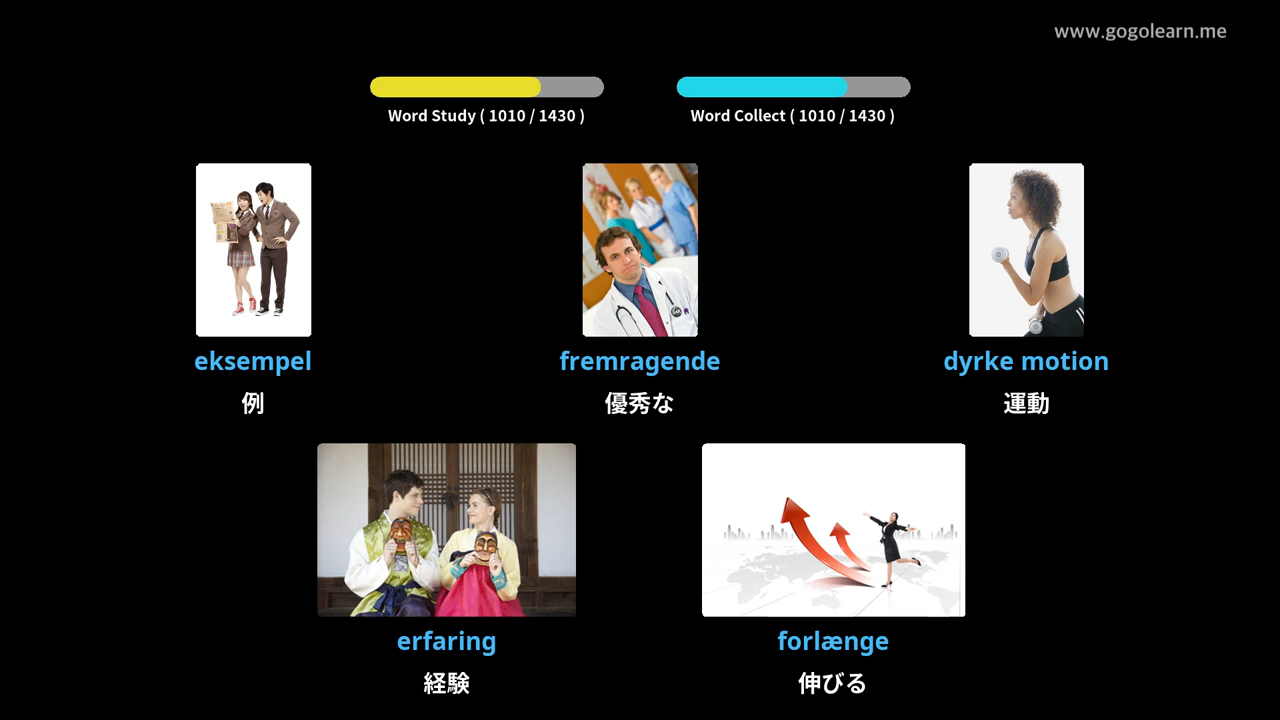 www.gogolearn.me
Word Study ( 1010 / 1430 )
Word Collect ( 1010 / 1430 )
eksempel
例
fremragende
優秀な
dyrke motion
運動
erfaring
経験
forlænge
伸びる